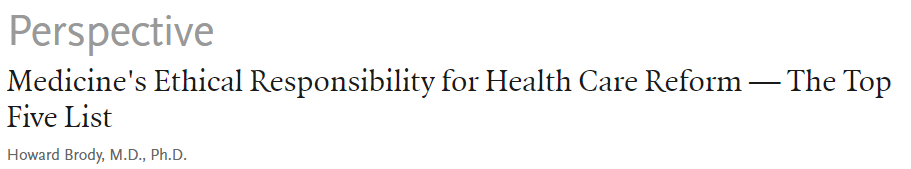 Perspective
Medicine's Ethical Responsibility for Health Care Reform — The Top
Five List
Howard Brody, M.D., Ph.D.